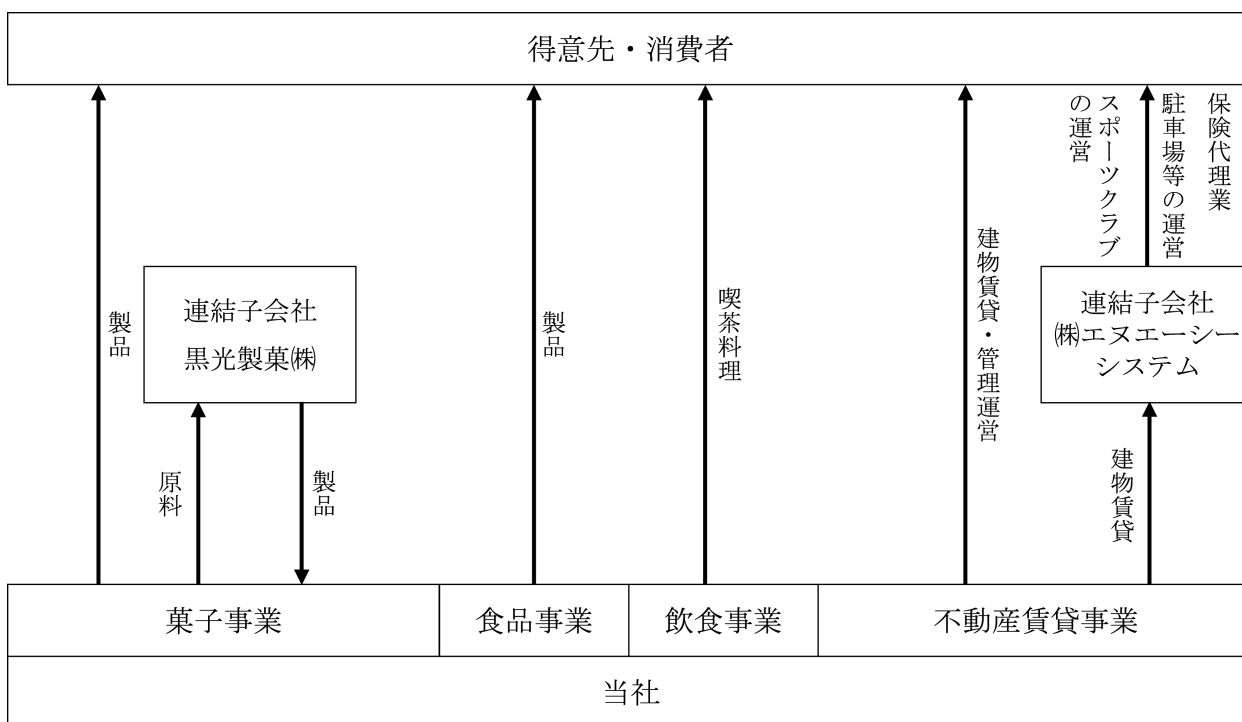 得意先・消費者
製品
連結子会社
黒光製菓㈱
原料
製品
製品
喫茶料理
建物賃貸・管理運営
保険代理業
駐車場等の運営
スポーツクラブ
の運営
連結子会社
㈱エヌエーシー
システム
建物賃貸
菓子事業
食品事業
飲食事業
不動産賃貸事業
当社